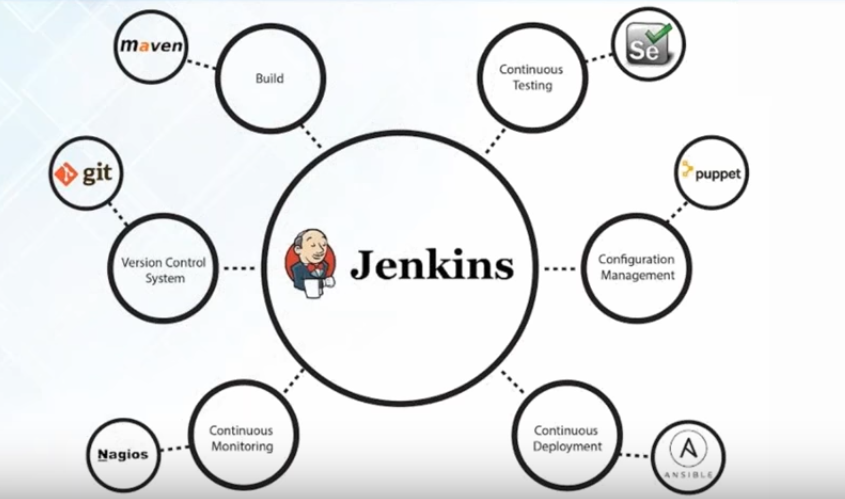 maven
Build
Continuous
Testing
Se
git
puppet
Version Control
System
Jenkins
Configuration
Management
Continuous
Monitoring
Nagios
Continuous
Deployment
A
ANSIBLE